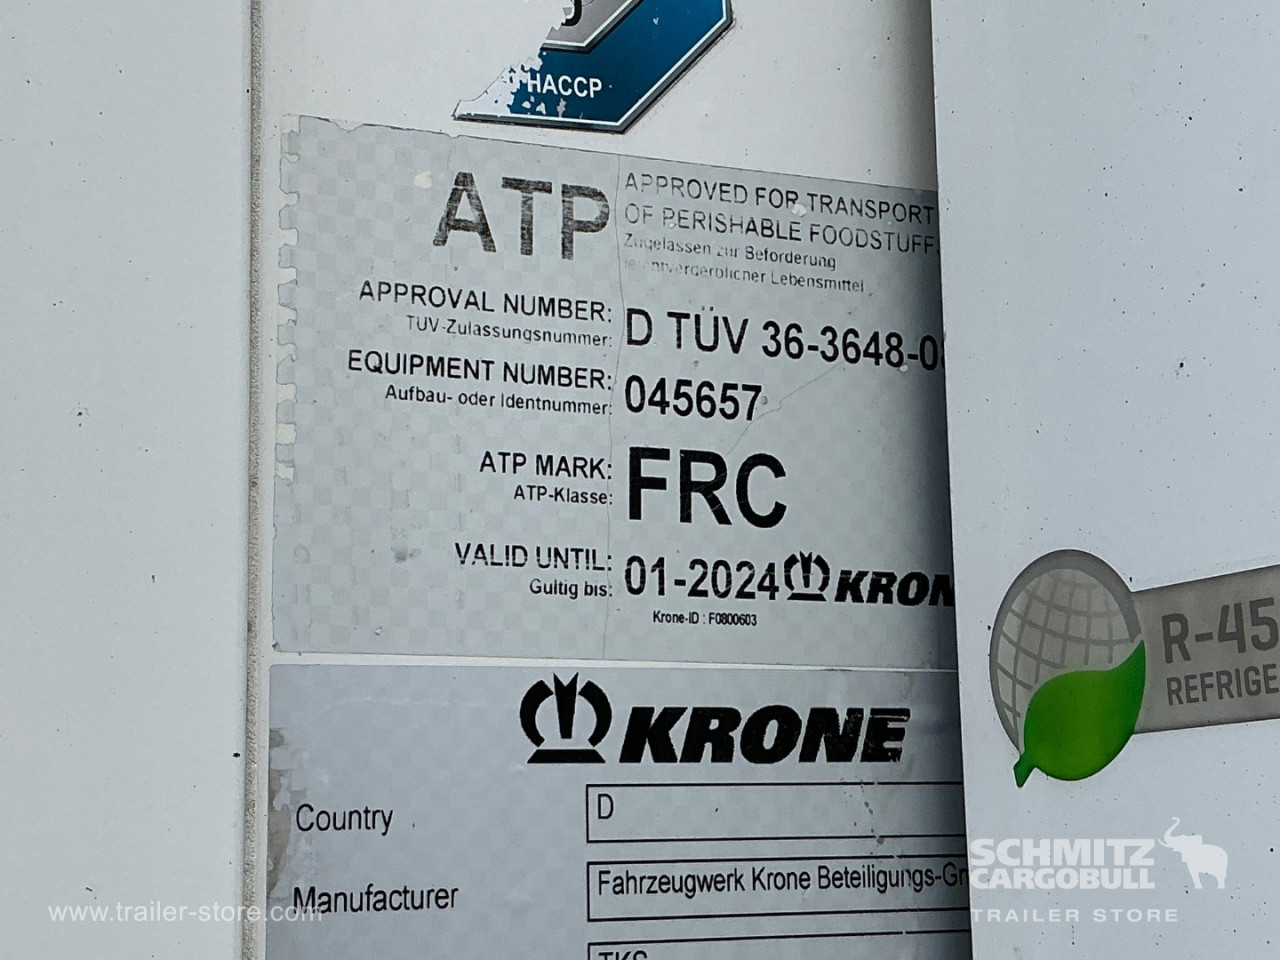 HACCP
ATP
APPROVED FOR TRANSPORT
OF PERISHABLE FOODSTUFF
Zugelassen zur Beforderung
Lebensmittel
APPROVAL NUMBER:
TÜV-Zulassungsnummer:
D TÜV 36-3648-0
EQUIPMENT NUMBER:
Aufbau- oder Identnummer:
045657
ATP MARK:
ATP-Klasse:
FRC
VALID UNTIL:
Gultig bis:
01-2024 KRON
Krone-ID : F0800603
KRONE
Country D
Manufacturer Fahrzeugwerk Krone Beteiligungs-
R-45
REFRIGE
SCHMITZ
CARGOBULL
TRAILER STORE
www.trailer-store.com